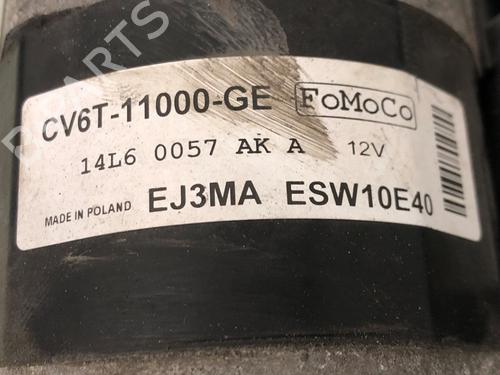 CV6T-11000-GE FoMoCo
14L6 0057 AK A 12V
MADE IN POLAND EJ3MA ESW10E40